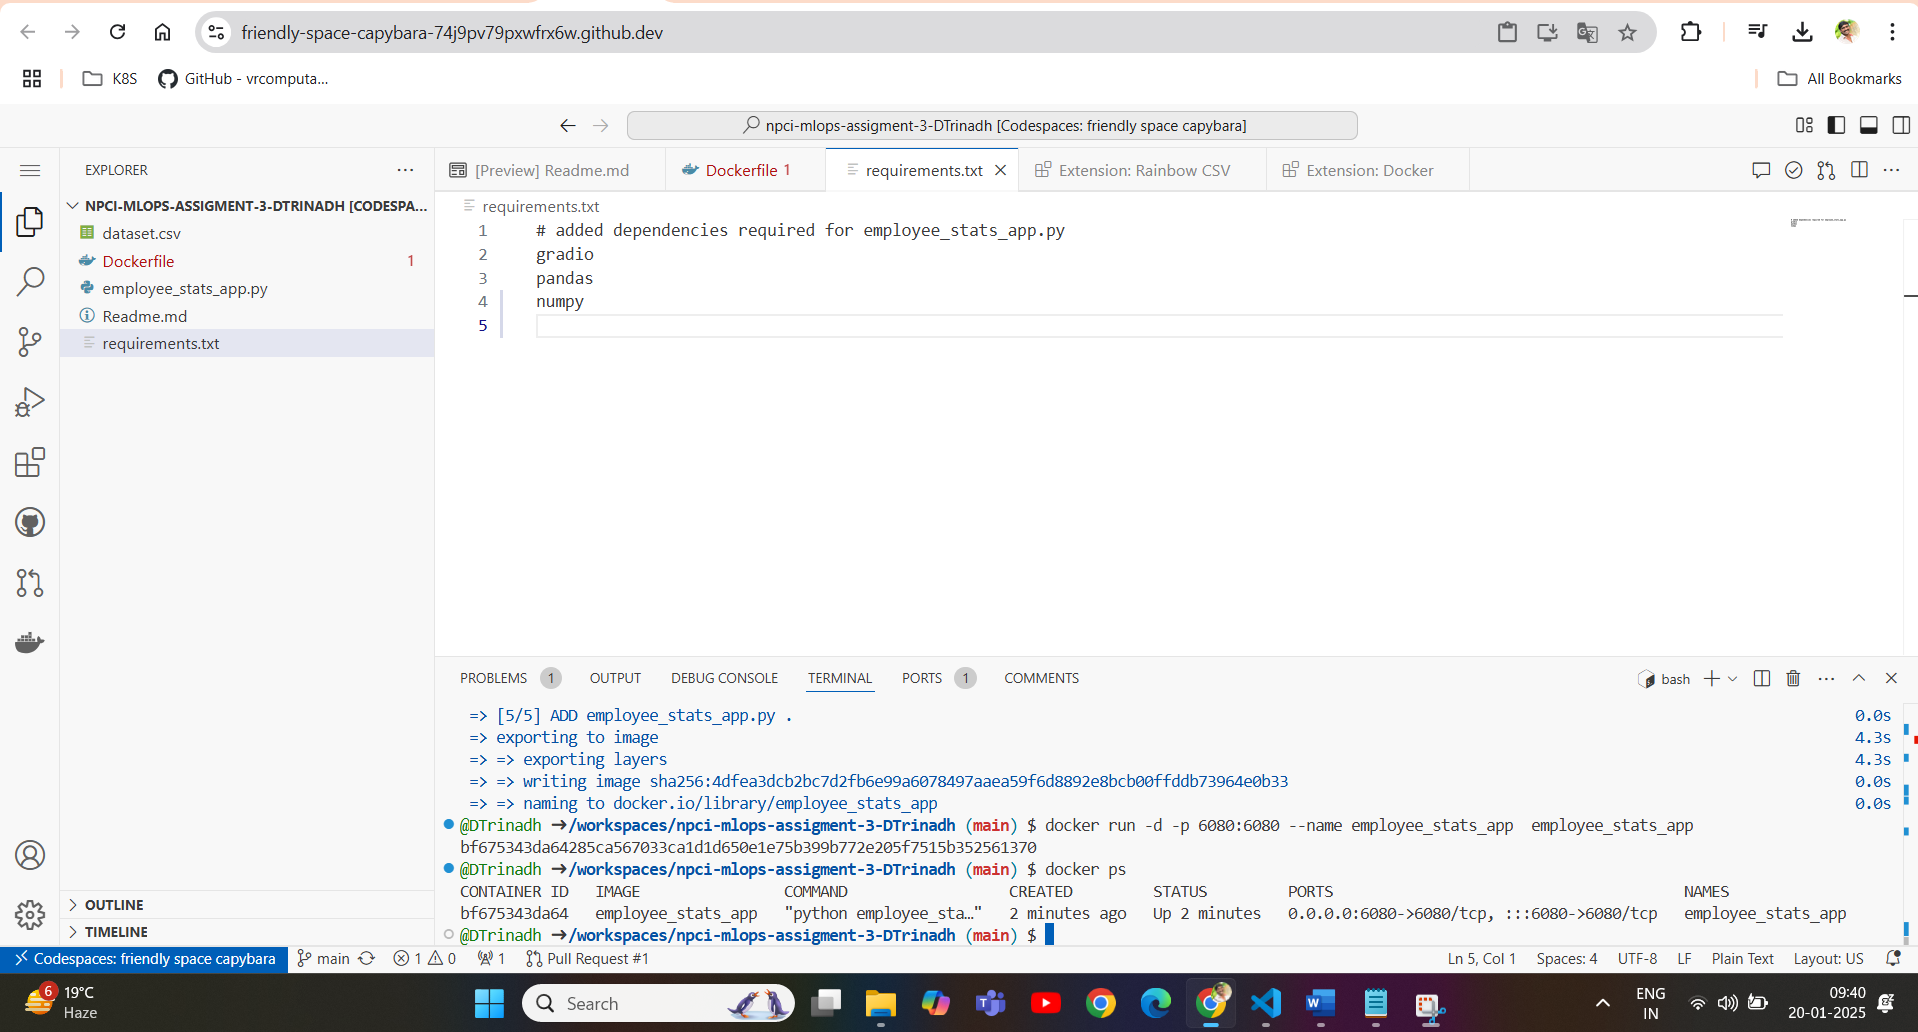 friendly-space-capybara-74j9pv79pxwfrx6w.github.dev
K8S
GitHub - vrcomputa...
All Bookmarks
npci-mlops-assigment-3-DTrinadh [Codespaces: friendly space capybara]
EXPLORER
[Preview] Readme.md
Dockerfile 1
requirements.txt
Extension: Rainbow CSV
Extension: Docker
NPCI-MLOPS-ASSIGMENT-3-DTRINADH [CODESPA...
dataset.csv
Dockerfile 1
employee_stats_app.py
Readme.md
requirements.txt
requirements.txt
1 # added dependencies required for employee_stats_app.py
2 gradio
3 pandas
4 numpy
5
PROBLEMS 1 OUTPUT DEBUG CONSOLE TERMINAL PORTS 1 COMMENTS
bash
=> [5/5] ADD employee_stats_app.py . 0.0s
=> exporting to image 4.3s
=> => exporting layers 4.3s
=> => writing image sha256:4dfea3dcb2bc7d2fb6e99a6078497aaea59f6d8892e8bcb00ffddb73964e0b33 0.0s
=> => naming to docker.io/library/employee_stats_app 0.0s
@DTrinadh →/workspaces/npci-mlops-assigment-3-DTrinadh (main) $ docker run -d -p 6080:6080 --name employee_stats_app  employee_stats_app
bf675343da64285ca567033ca1d1d650e1e75b399b772e205f7515b352561370
@DTrinadh →/workspaces/npci-mlops-assigment-3-DTrinadh (main) $ docker ps
CONTAINER ID IMAGE COMMAND CREATED STATUS PORTS NAMES
bf675343da64 employee_stats_app "python employee_sta…" 2 minutes ago Up 2 minutes 0.0.0.0:6080->6080/tcp, :::6080->6080/tcp employee_stats_app
@DTrinadh →/workspaces/npci-mlops-assigment-3-DTrinadh (main) $
OUTLINE
TIMELINE
Codespaces: friendly space capybara
main
1 0
1
Pull Request #1
Ln 5, Col 1
Spaces: 4
UTF-8
LF
Plain Text
Layout: US
6
19°C
Haze
Search
ENG
IN
09:40
20-01-2025